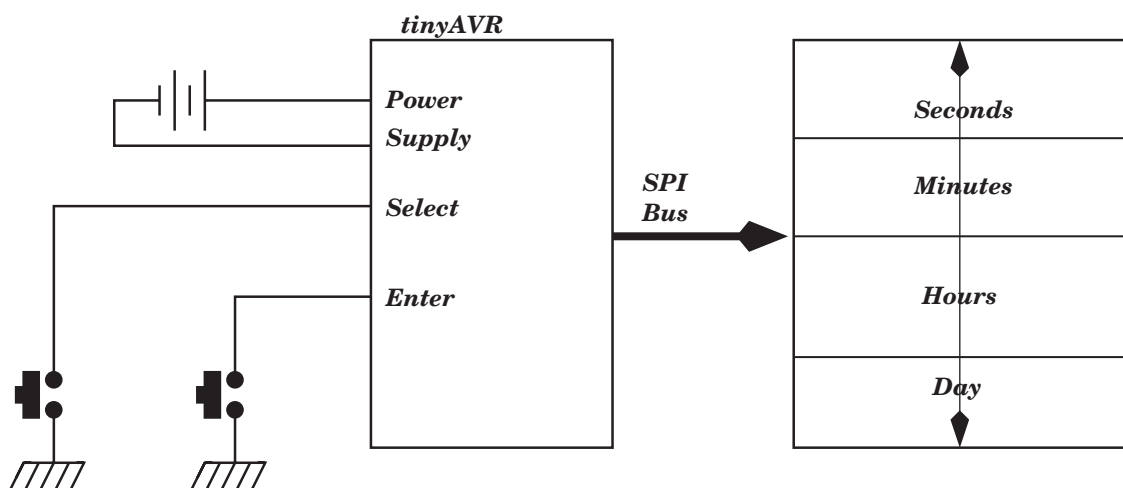 tinyAVR
Power
Supply
Select
Enter
SPI
Bus
Seconds
Minutes
Hours
Day